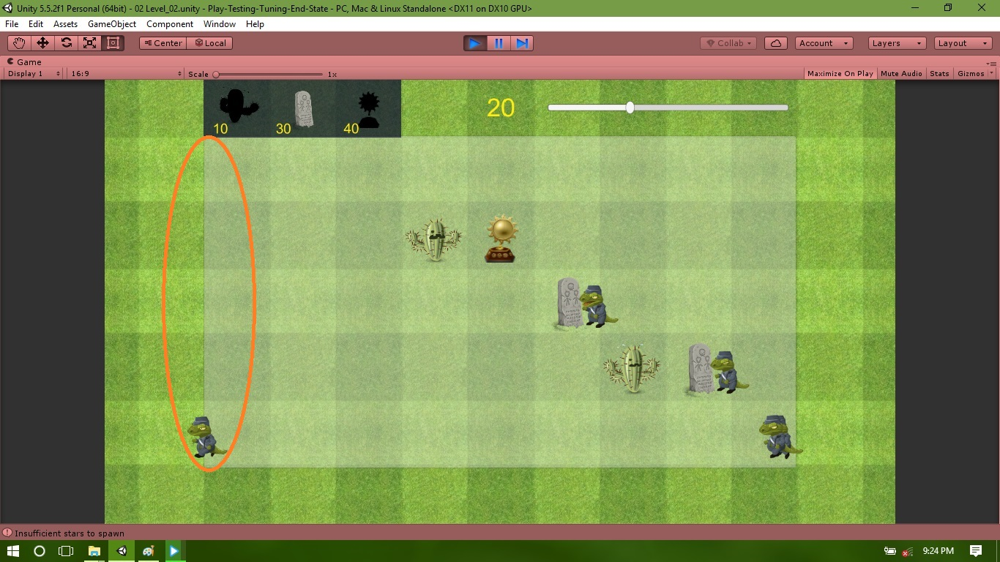 Unity 5.5.2f1 Personal (64bit) - 02 Level_02.unity - Play-Testing-Tuning-End-State - PC, Mac & Linux Standalone <DX11 on DX10 GPU>
File Edit Assets GameObject Component Window Help
Center Local Collab Account Layers Layout
Game
Display 1 16:9 Scale 1x Maximize On Play Mute Audio Stats Gizmos
20
10 30 40
Insufficient stars to spawn
9:24 PM